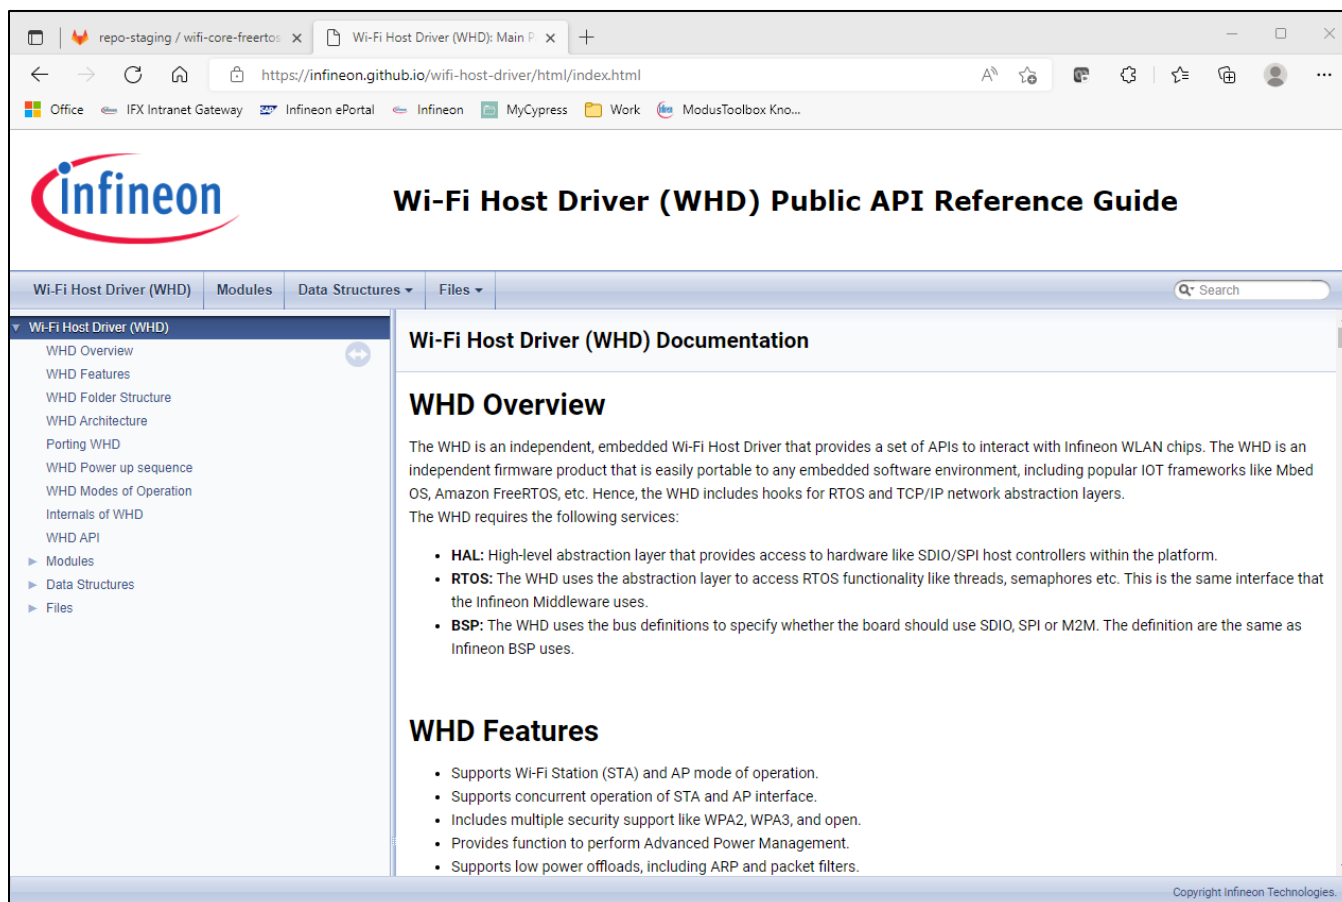 repo-staging / wifi-core-freertos
Wi-Fi Host Driver (WHD): Main P
https://infineon.github.io/wifi-host-driver/html/index.html
Office IFX Intranet Gateway Infineon ePortal Infineon MyCypress Work ModusToolbox Kno...
infineon
Wi-Fi Host Driver (WHD) Public API Reference Guide
Wi-Fi Host Driver (WHD) Modules Data Structures Files Search
Wi-Fi Host Driver (WHD)
WHD Overview
WHD Features
WHD Folder Structure
WHD Architecture
Porting WHD
WHD Power up sequence
WHD Modes of Operation
Internals of WHD
WHD API
Modules
Data Structures
Files
Wi-Fi Host Driver (WHD) Documentation
WHD Overview
The WHD is an independent, embedded Wi-Fi Host Driver that provides a set of APIs to interact with Infineon WLAN chips. The WHD is an
independent firmware product that is easily portable to any embedded software environment, including popular IOT frameworks like Mbed
OS, Amazon FreeRTOS, etc. Hence, the WHD includes hooks for RTOS and TCP/IP network abstraction layers.
The WHD requires the following services:
• HAL: High-level abstraction layer that provides access to hardware like SDIO/SPI host controllers within the platform.
• RTOS: The WHD uses the abstraction layer to access RTOS functionality like threads, semaphores etc. This is the same interface that
the Infineon Middleware uses.
• BSP: The WHD uses the bus definitions to specify whether the board should use SDIO, SPI or M2M. The definition are the same as
Infineon BSP uses.
WHD Features
• Supports Wi-Fi Station (STA) and AP mode of operation.
• Supports concurrent operation of STA and AP interface.
• Includes multiple security support like WPA2, WPA3, and open.
• Provides function to perform Advanced Power Management.
• Supports low power offloads, including ARP and packet filters.
Copyright Infineon Technologies.